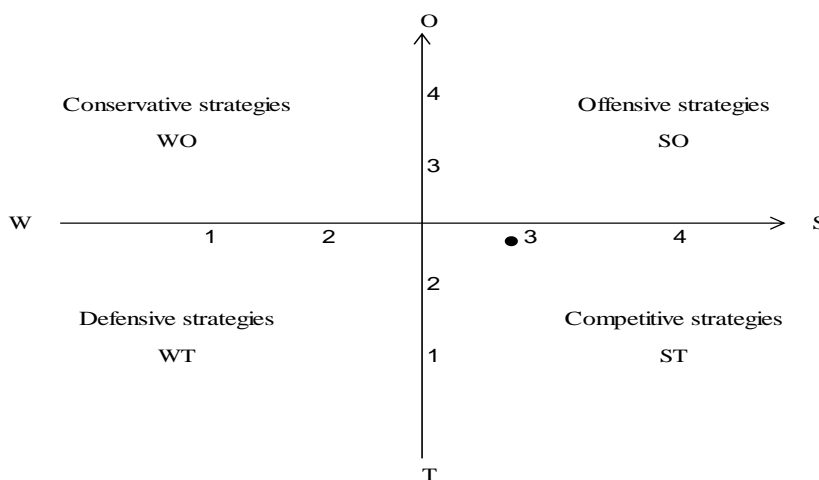 O
4
Conservative strategies Offensive strategies
WO SO
3
W S
1 2 3 4
2
Defensive strategies Competitive strategies
WT 1 ST
T